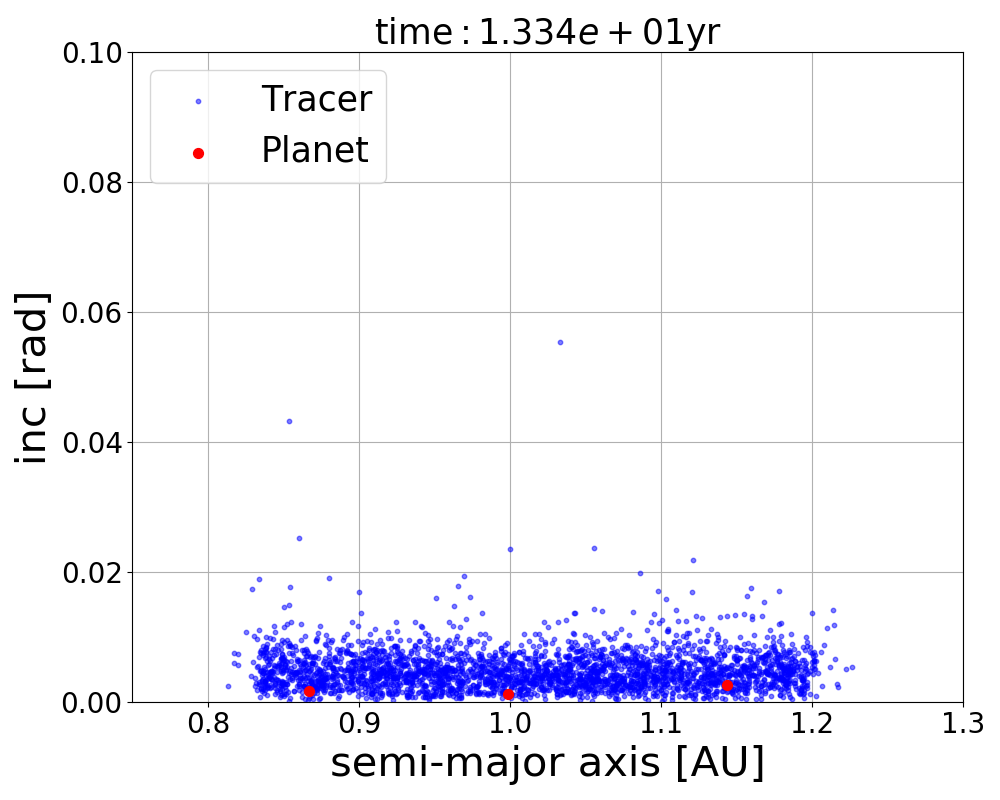 time : 1.334e + 01yr
0.10
0.08
0.06
0.04
0.02
0.00
inc [rad]
Tracer
Planet
0.8 0.9 1.0 1.1 1.2 1.3
semi-major axis [AU]